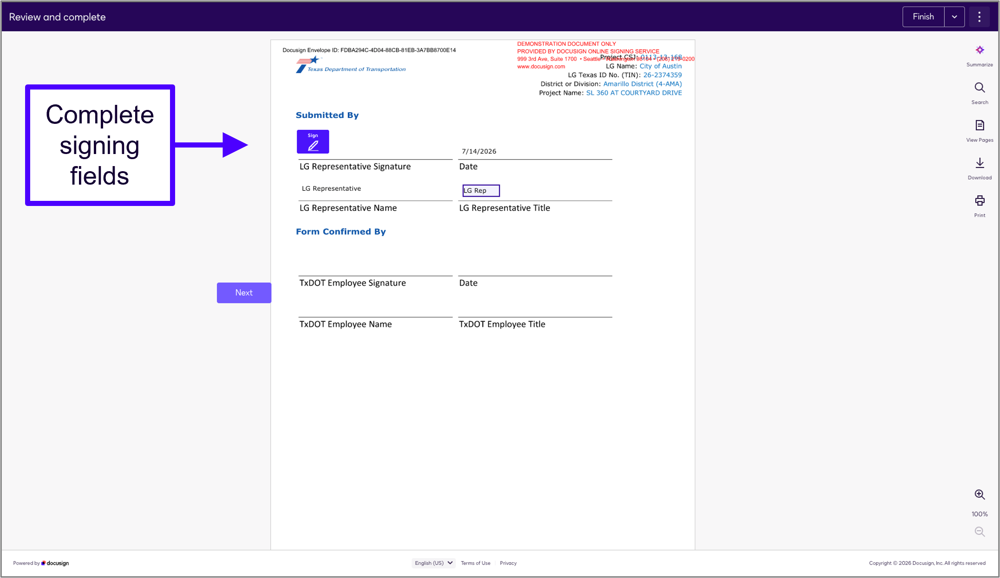 Review and complete
Finish
Docusign Envelope ID: FDBA294C-4D04-88CB-81EB-3A7BB8700E14
DEMONSTRATION DOCUMENT ONLY
PROVIDED BY DOCUSIGN ONLINE SIGNING SERVICE
999 3rd Ave, Suite 1700 • Seattle • Washington 98104 • (206) 219-0200
www.docusign.com
Texas Department of Transportation
Project CSJ: 0113-13-168
LG Name: City of Austin
LG Texas ID No. (TIN): 26-2374359
District or Division: Amarillo District (4-AMA)
Project Name: SL 360 AT COURTYARD DRIVE
Complete
signing
fields
Submitted By
Sign
7/14/2026
LG Representative Signature
Date
LG Representative
LG Rep
LG Representative Name
LG Representative Title
Form Confirmed By
TxDOT Employee Signature
Date
Next
TxDOT Employee Name
TxDOT Employee Title
Summarize
Search
View Pages
Download
Print
100%
Powered by docusign
English (US)
Terms of Use
Privacy
Copyright © 2026 Docusign, Inc. All rights reserved